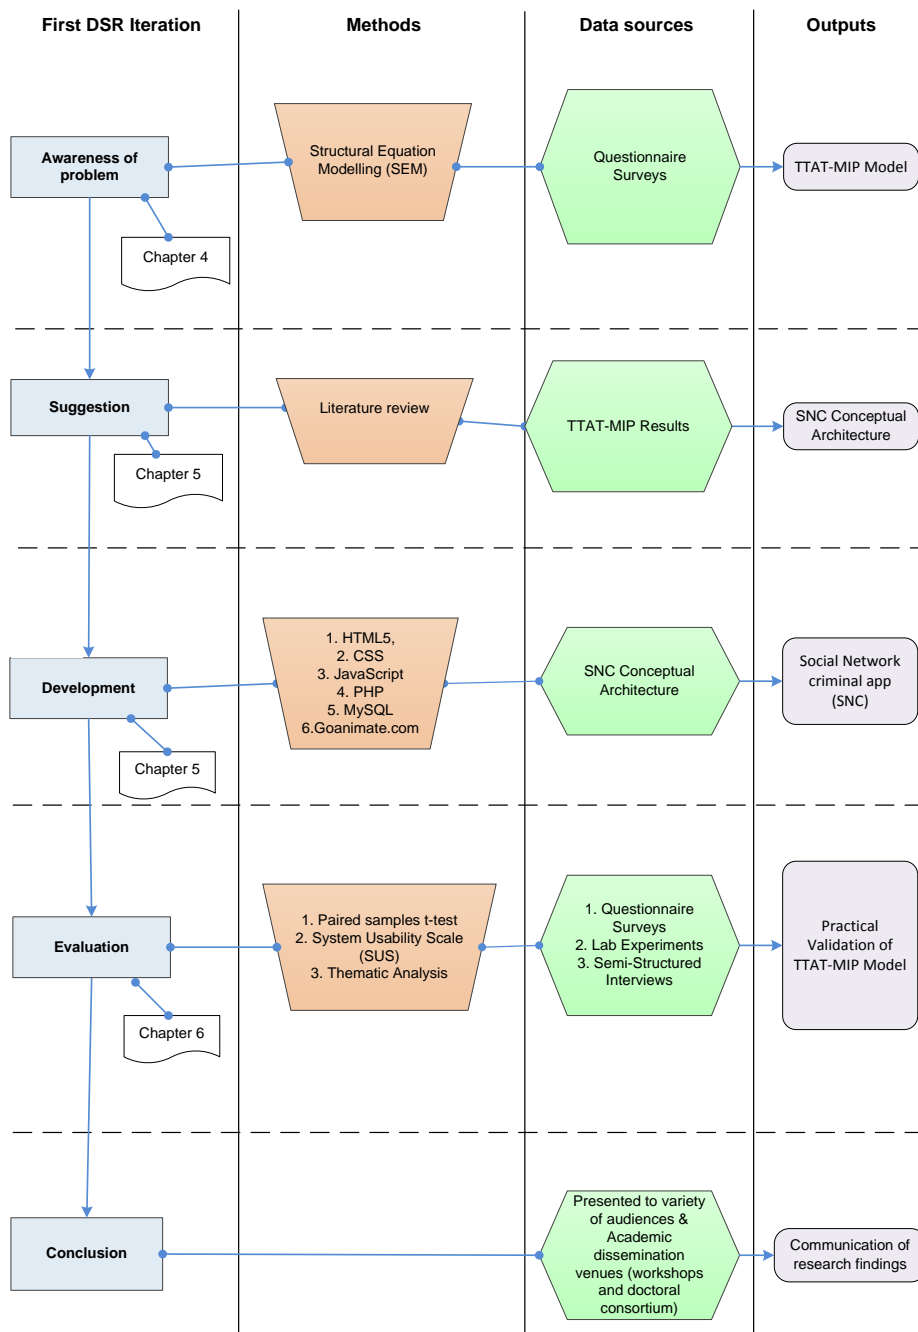 First DSR Iteration
Methods
Data sources
Outputs
Awareness of
problem
Structural Equation
Modelling (SEM)
Questionnaire
Surveys
TTAT-MIP Model
Chapter 4
Suggestion
Literature review
TTAT-MIP Results
SNC Conceptual
Architecture
Chapter 5
Development
1. HTML5,
2. CSS
3. JavaScript
4. PHP
5. MySQL
6.Goanimate.com
SNC Conceptual
Architecture
Social Network
criminal app
(SNC)
Chapter 5
Evaluation
1. Paired samples t-test
2. System Usability Scale
(SUS)
3. Thematic Analysis
1. Questionnaire
Surveys
2. Lab Experiments
3. Semi-Structured
Interviews
Practical
Validation of
TTAT-MIP Model
Chapter 6
Conclusion
Presented to variety
of audiences &
Academic
dissemination
venues (workshops
and doctoral
consortium)
Communication of
research findings